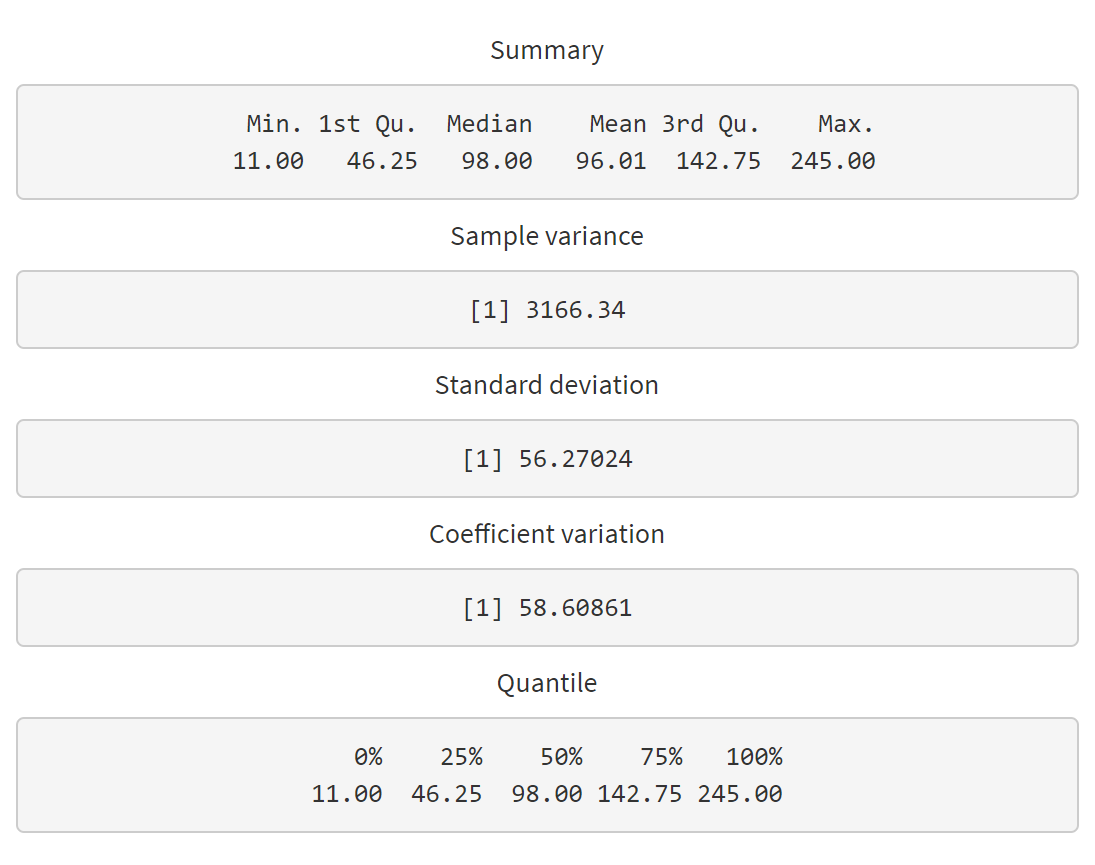 Summary
Min. 1st Qu. Median Mean 3rd Qu. Max.
11.00 46.25 98.00 96.01 142.75 245.00
Sample variance
[1] 3166.34
Standard deviation
[1] 56.27024
Coefficient variation
[1] 58.60861
Quantile
0% 25% 50% 75% 100%
11.00 46.25 98.00 142.75 245.00